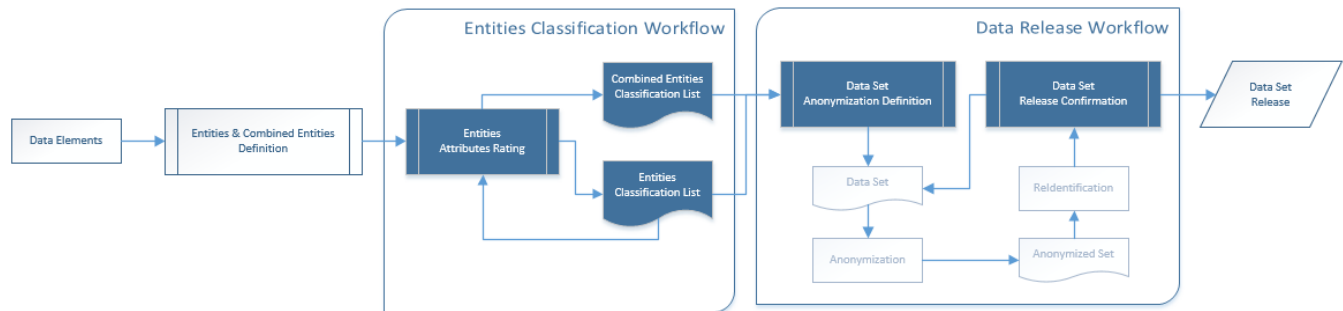 Entities Classification Workflow
Data Release Workflow
Data Elements
Entities & Combined Entities
Definition
Entities
Attributes Rating
Combined Entities
Classification List
Entities
Classification List
Data Set
Anonymization Definition
Data Set
Release Confirmation
Data Set
Release
Data Set
ReIdentification
Anonymization
Anonymized Set